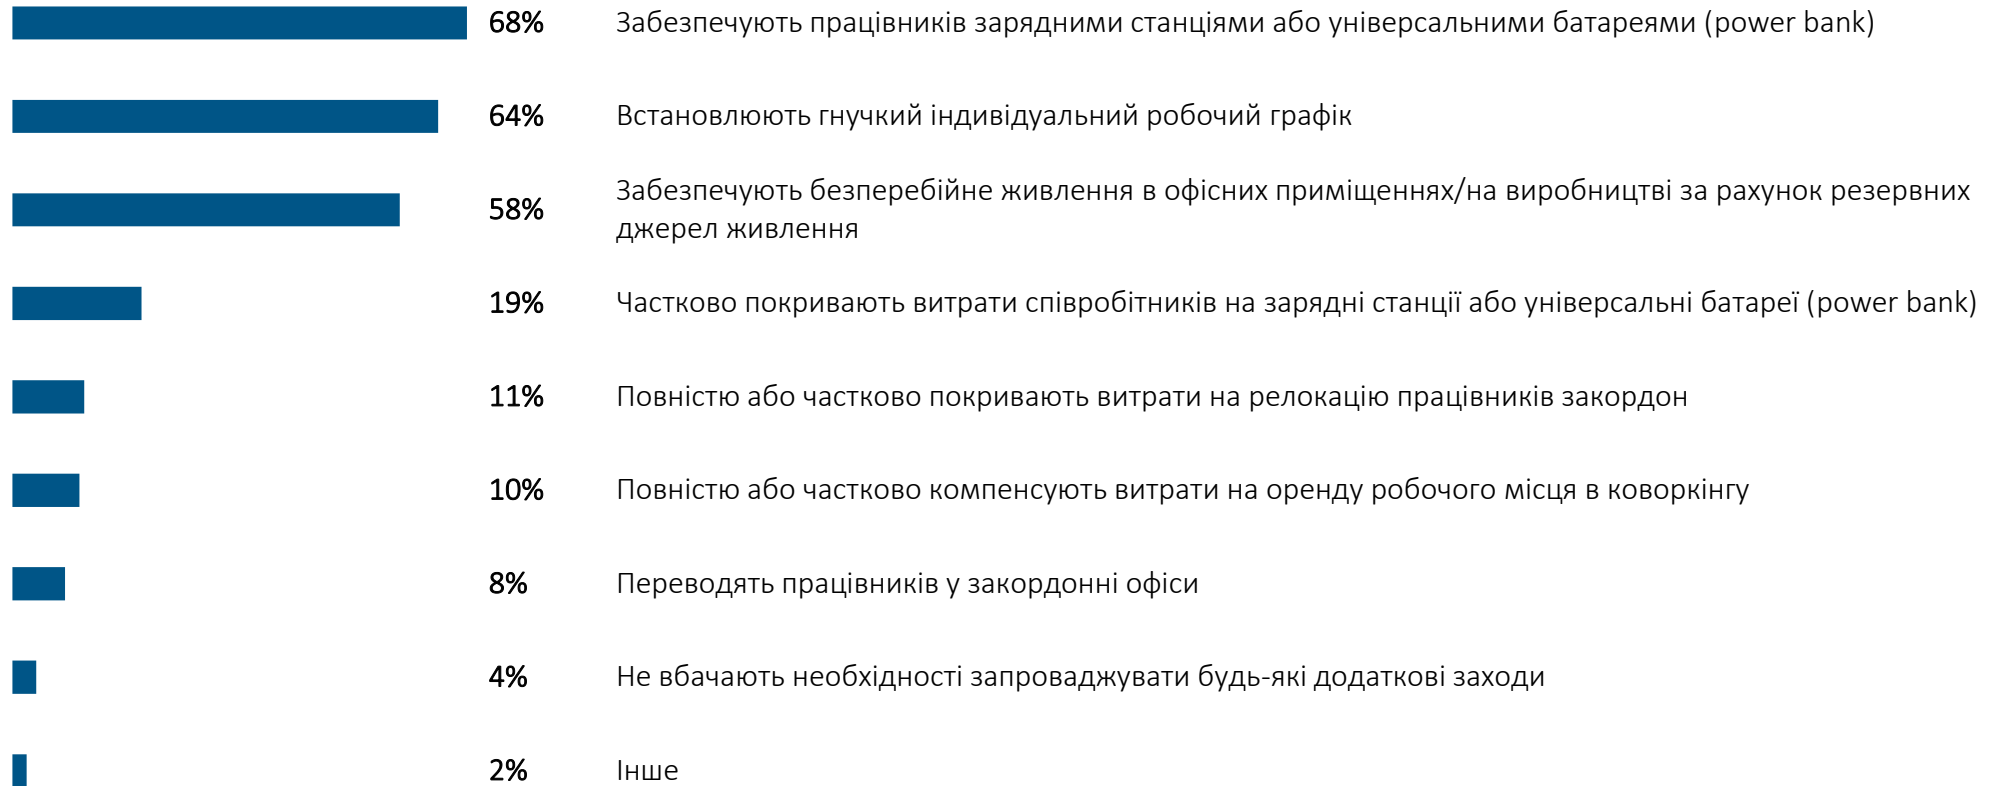 68% Забезпечують працівників зарядними станціями або універсальними батареями (power bank)
64% Встановлюють гнучкий індивідуальний робочий графік
58% Забезпечують безперебійне живлення в офісних приміщеннях/на виробництві за рахунок резервних
джерел живлення
19% Частково покривають витрати співробітників на зарядні станції або універсальні батареї (power bank)
11% Повністю або частково покривають витрати на релокацію працівників закордон
10% Повністю або частково компенсують витрати на оренду робочого місця в коворкінгу
8% Переводять працівників у закордонні офіси
4% Не вбачають необхідності запроваджувати будь-які додаткові заходи
2% Інше